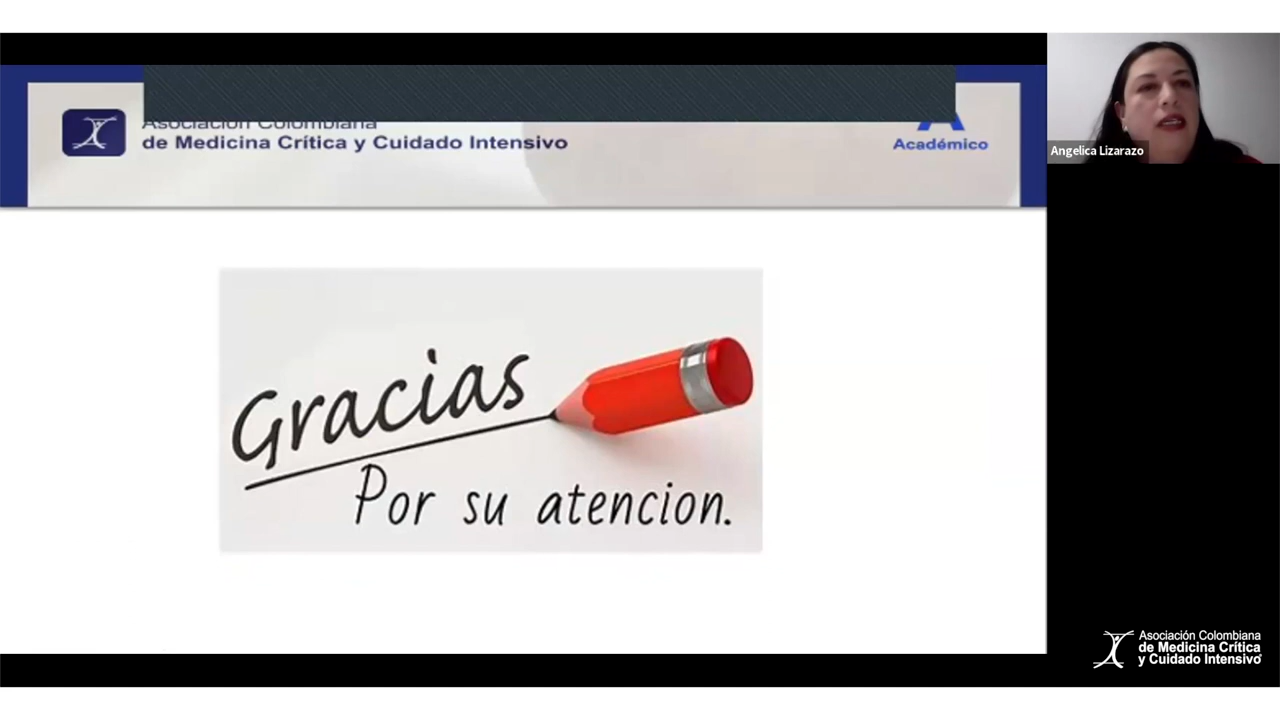 Asociación Colombiana
de Medicina Crítica y Cuidado Intensivo
Académico
Angelica Lizarazo
Gracias
Por su atencion.
Asociación Colombiana
de Medicina Crítica
y Cuidado Intensivo